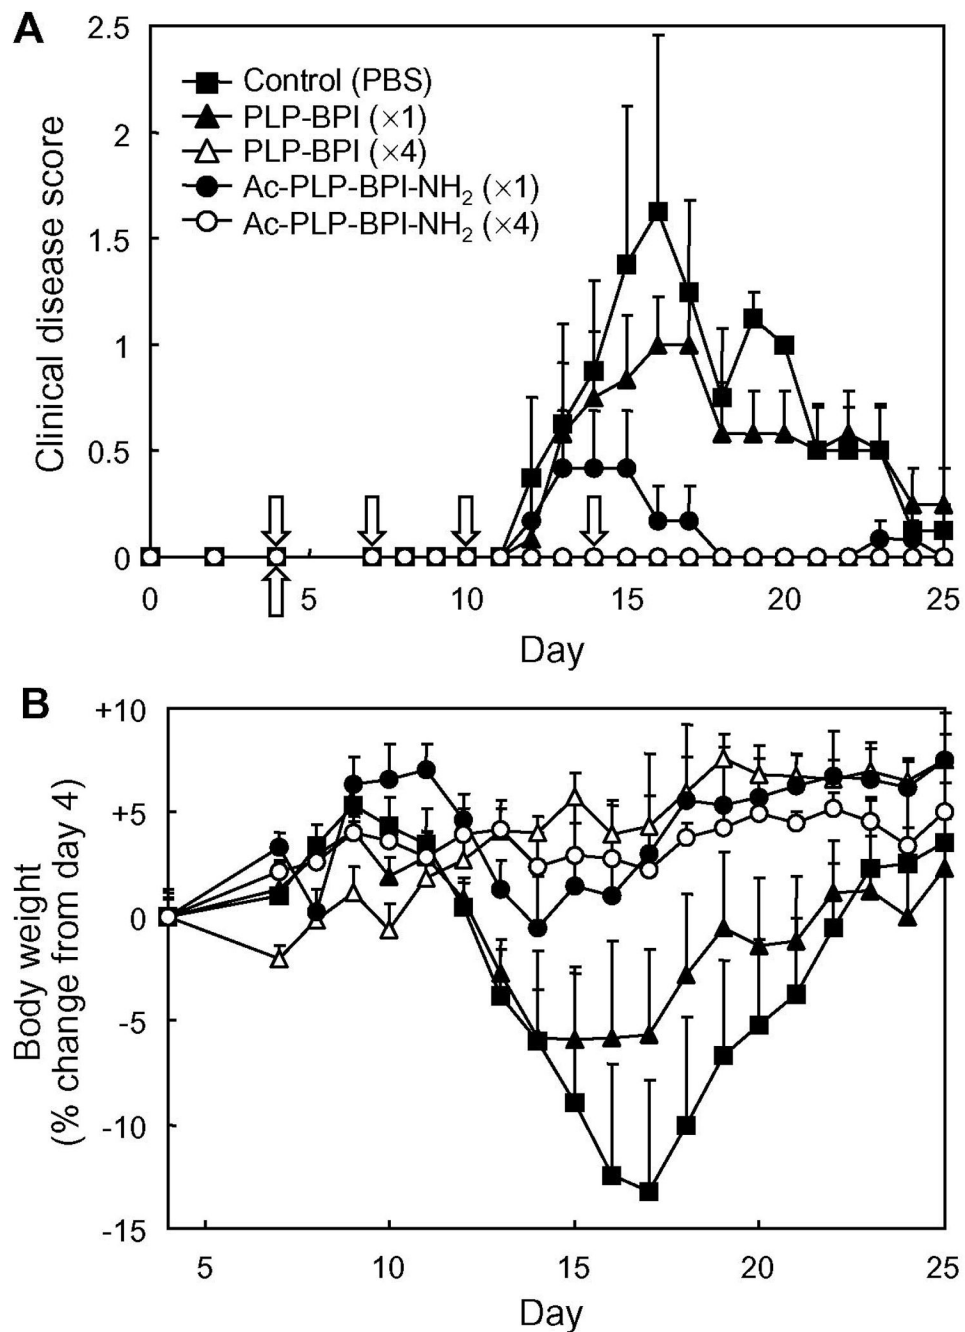 A
2.5
2
1.5
1
0.5
0
Clinical disease score
Control (PBS)
PLP-BPI (×1)
PLP-BPI (×4)
Ac-PLP-BPI-NH₂ (×1)
Ac-PLP-BPI-NH₂ (×4)
0 5 10 15 20 25
Day
B
+10
+5
0
-5
-10
-15
Body weight
(% change from day 4)
5 10 15 20 25
Day